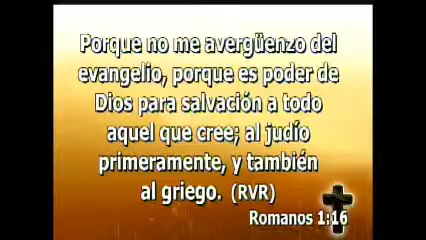 Porque no me avergüenzo del
evangelio, porque es poder de
Dios para salvación a todo
aquel que cree; al judío
primeramente, y también
al griego. (RVR)
Romanos 1:16